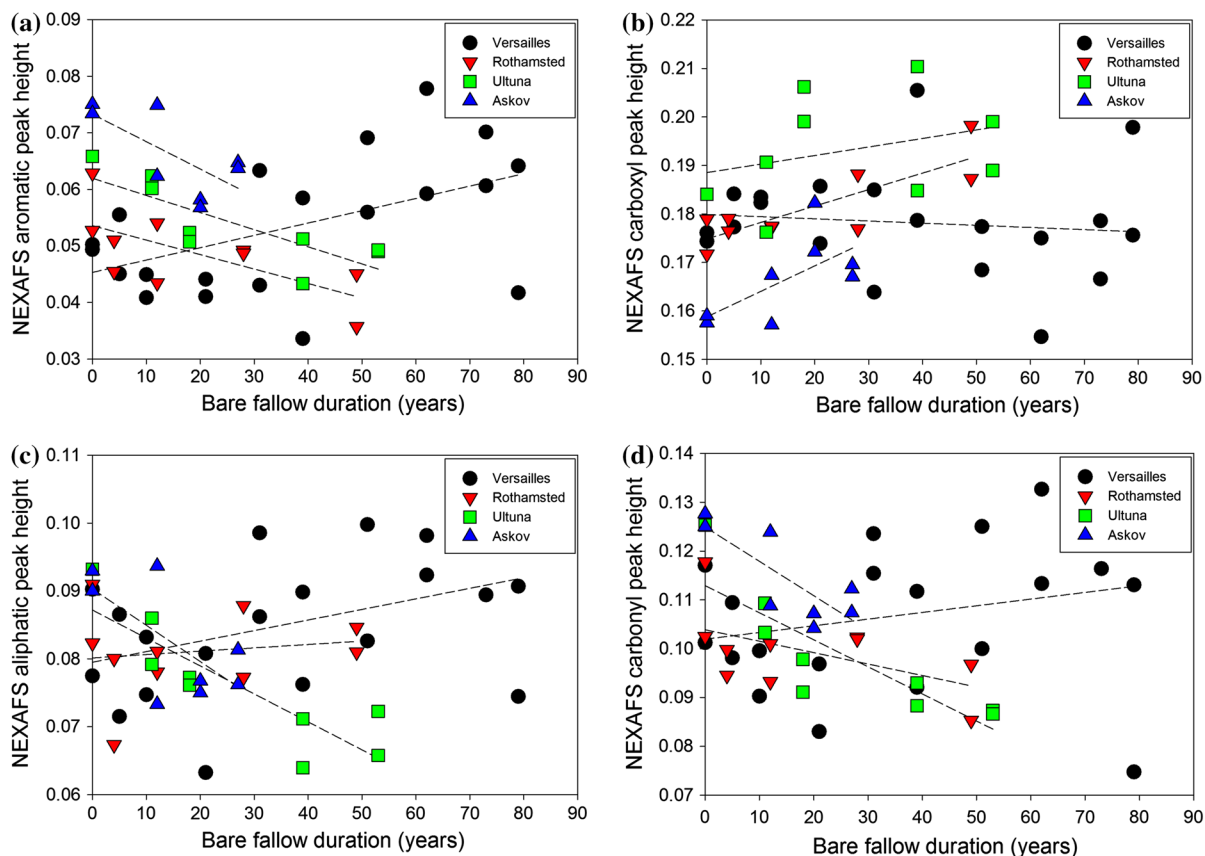 (a)
NEXAFS aromatic peak height
0.09
0.08
0.07
0.06
0.05
0.04
0.03
0 10 20 30 40 50 60 70 80 90
Bare fallow duration (years)
Versailles
Rothamsted
Ultuna
Askov
(b)
NEXAFS carboxyl peak height
0.22
0.21
0.20
0.19
0.18
0.17
0.16
0.15
0 10 20 30 40 50 60 70 80 90
Bare fallow duration (years)
Versailles
Rothamsted
Ultuna
Askov
(c)
NEXAFS aliphatic peak height
0.11
0.10
0.09
0.08
0.07
0.06
0 10 20 30 40 50 60 70 80 90
Bare fallow duration (years)
Versailles
Rothamsted
Ultuna
Askov
(d)
NEXAFS carbonyl peak height
0.14
0.13
0.12
0.11
0.10
0.09
0.08
0.07
0 10 20 30 40 50 60 70 80 90
Bare fallow duration (years)
Versailles
Rothamsted
Ultuna
Askov